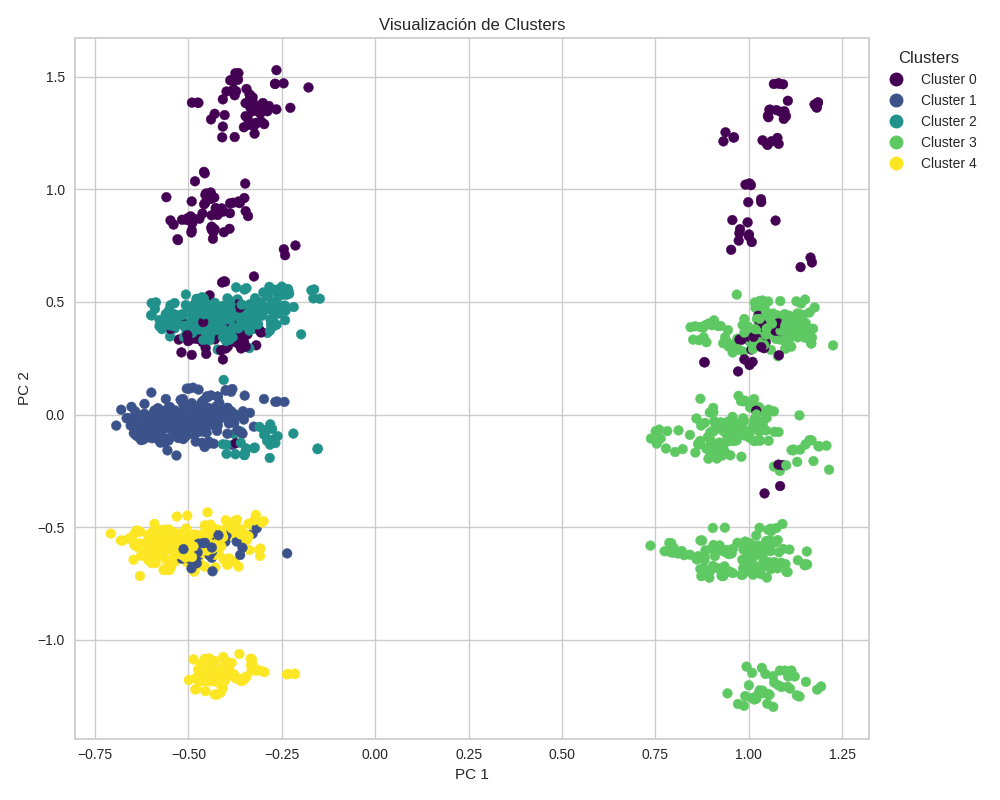 Visualización de Clusters
Clusters
Cluster 0
Cluster 1
Cluster 2
Cluster 3
Cluster 4
PC 2
1.5
1.0
0.5
0.0
−0.5
−1.0
−0.75 −0.50 −0.25 0.00 0.25 0.50 0.75 1.00 1.25
PC 1